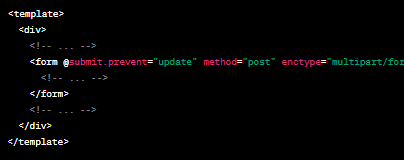 <template>
<div>
<!-- ... -->
<form @submit.prevent="update" method="post" enctype="multipart/for
<!-- ... -->
</form>
<!-- ... -->
</div>
</template>